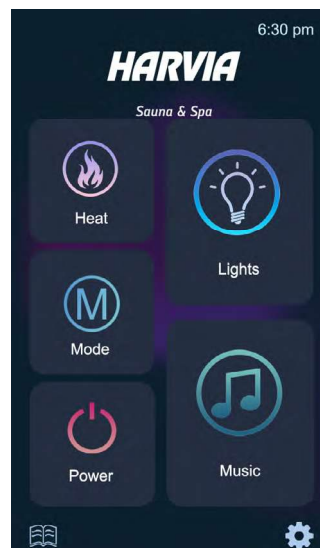 6:30 pm
HARVIA
Sauna & Spa
Heat
Lights
M
Mode
Music
Power